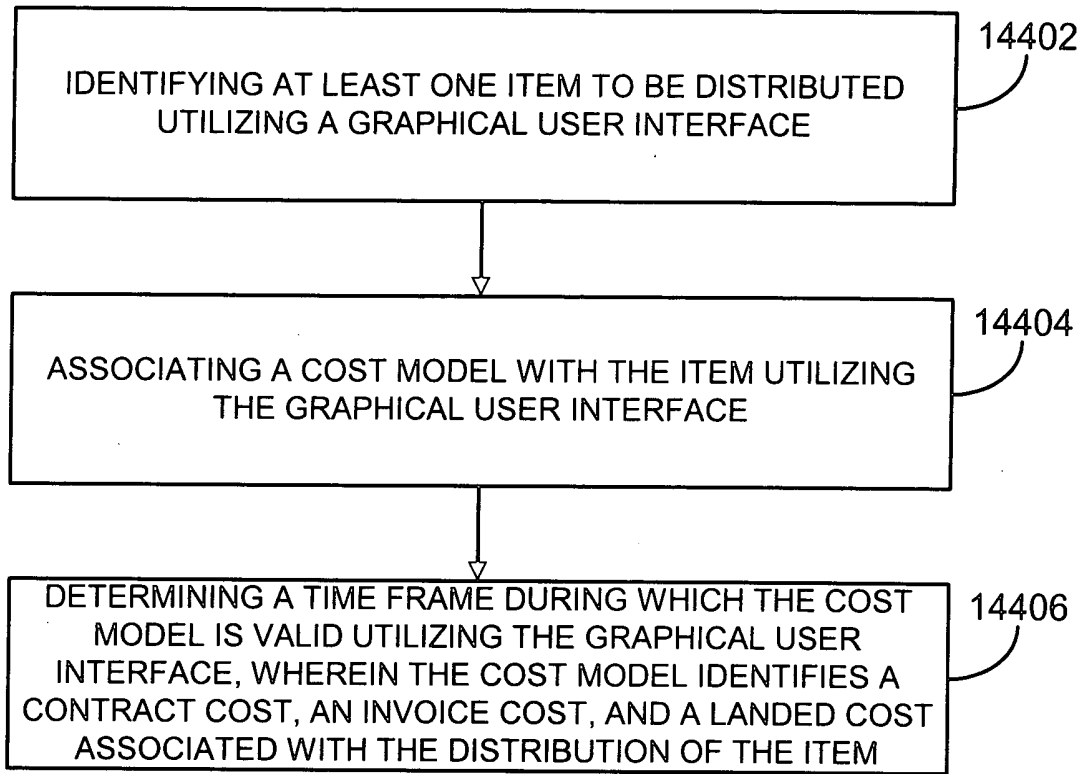 14402
IDENTIFYING AT LEAST ONE ITEM TO BE DISTRIBUTED
UTILIZING A GRAPHICAL USER INTERFACE
14404
ASSOCIATING A COST MODEL WITH THE ITEM UTILIZING
THE GRAPHICAL USER INTERFACE
14406
DETERMINING A TIME FRAME DURING WHICH THE COST
MODEL IS VALID UTILIZING THE GRAPHICAL USER
INTERFACE, WHEREIN THE COST MODEL IDENTIFIES A
CONTRACT COST, AN INVOICE COST, AND A LANDED COST
ASSOCIATED WITH THE DISTRIBUTION OF THE ITEM